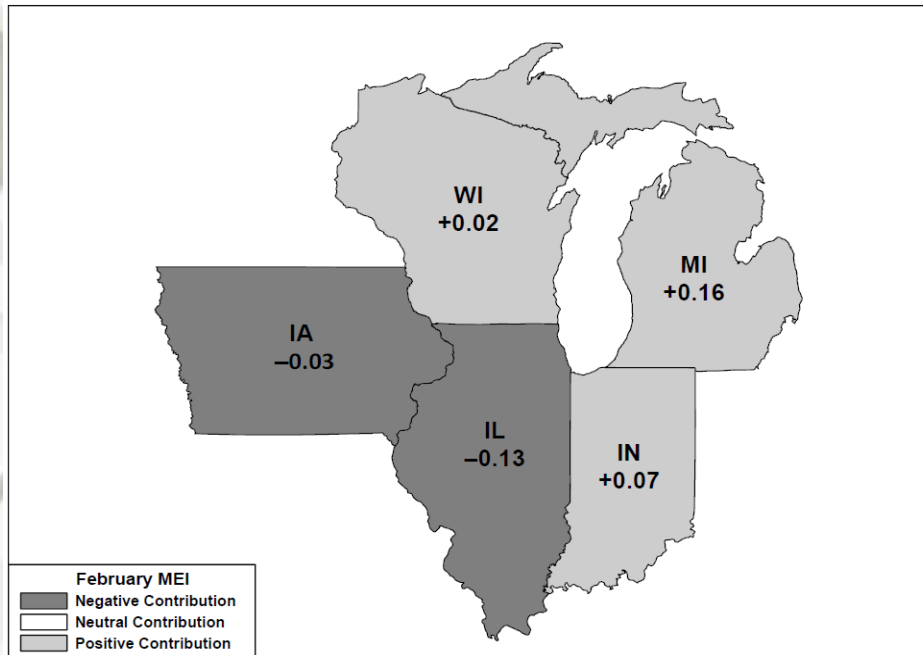 WI
+0.02
MI
+0.16
IA
–0.03
IL
–0.13
IN
+0.07
February MEI
Negative Contribution
Neutral Contribution
Positive Contribution